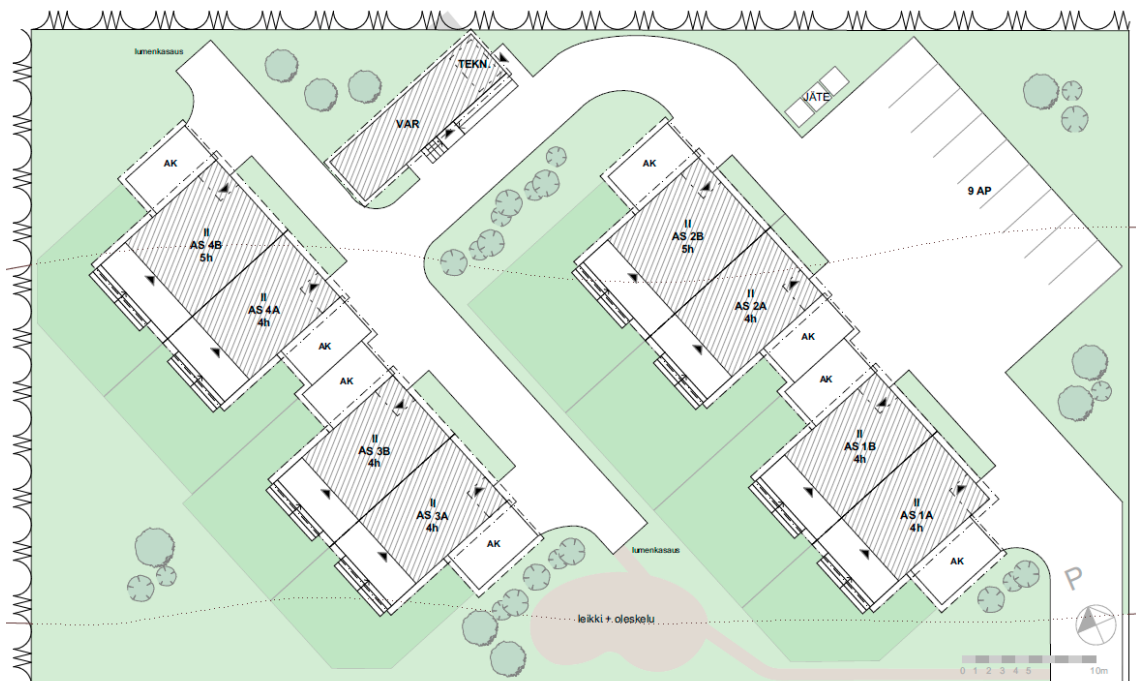 lumenkasaus
TEKN.
VAR
JÄTE
9 AP
AK
II
AS 4B
5h
II
AS 4A
4h
AK
AK
II
AS 3B
4h
II
AS 3A
4h
AK
AK
II
AS 2B
5h
II
AS 2A
4h
AK
AK
II
AS 1B
4h
II
AS 1A
4h
AK
lumenkasaus
leikki + oleskelu
P
0 1 2 3 4 5 10m